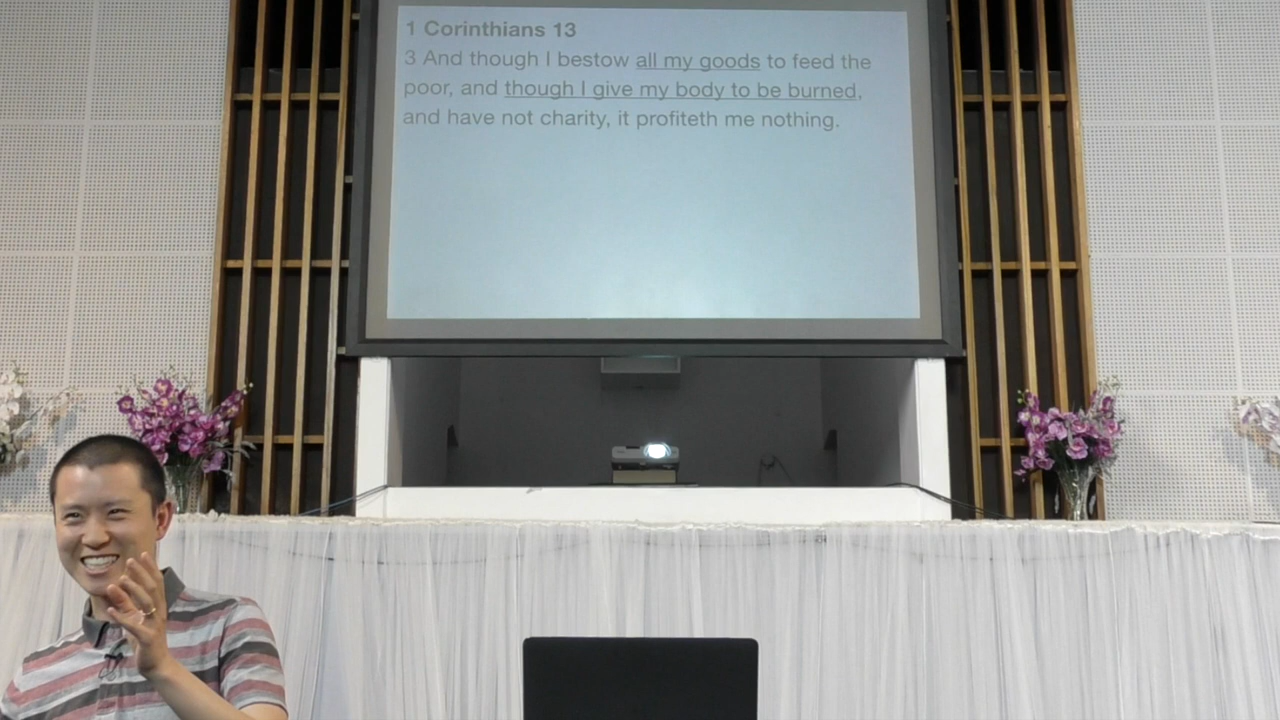 1 Corinthians 13
3 And though I bestow all my goods to feed the
poor, and though I give my body to be burned,
and have not charity, it profiteth me nothing.